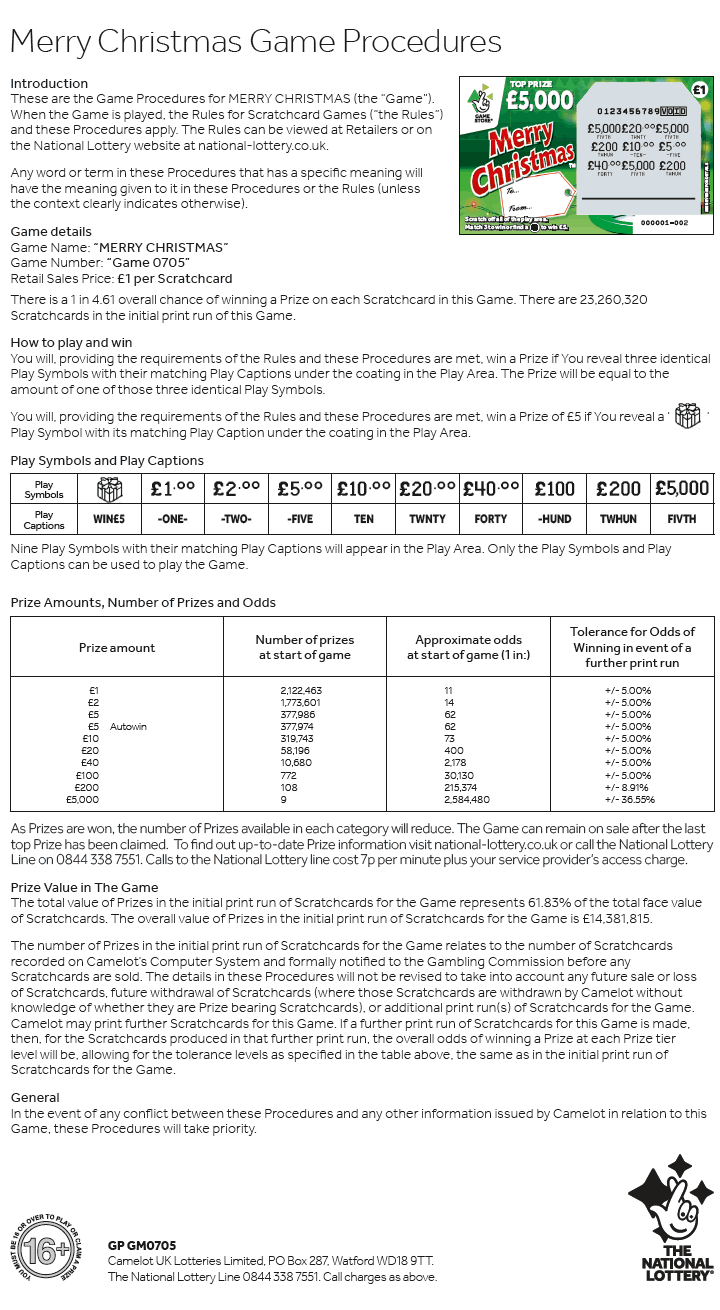 Merry Christmas Game Procedures
Introduction
These are the Game Procedures for MERRY CHRISTMAS (the "Game").
When the Game is played, the Rules for Scratchcard Games ("the Rules")
and these Procedures apply. The Rules can be viewed at Retailers or on
the National Lottery website at national-lottery.co.uk.
Any word or term in these Procedures that has a specific meaning will
have the meaning given to it in these Procedures or the Rules (unless
the context clearly indicates otherwise).
GAME
STORE
TOP PRIZE
£5,000
£1
Merry
Christmas
To...
From...
Scratch off all of the play area.
Match 3 to win or find a to win £5.
0123456789 VOID
£5,000 £20.00 £5,000
FIVTH TWNTY FIVTH
£200 £10.00 £5.00
TWHUN -TEN- -FIVE
£40.00 £5,000 £200
FORTY FIVTH TWHUN
000001-002
Game details
Game Name: "MERRY CHRISTMAS"
Game Number: "Game 0705"
Retail Sales Price: £1 per Scratchcard
There is a 1 in 4.61 overall chance of winning a Prize on each Scratchcard in this Game. There are 23,260,320
Scratchcards in the initial print run of this Game.
How to play and win
You will, providing the requirements of the Rules and these Procedures are met, win a Prize if You reveal three identical
Play Symbols with their matching Play Captions under the coating in the Play Area. The Prize will be equal to the
amount of one of those three identical Play Symbols.
You will, providing the requirements of the Rules and these Procedures are met, win a Prize of £5 if You reveal a ' '
Play Symbol with its matching Play Caption under the coating in the Play Area.
Play Symbols and Play Captions
Play Symbols £1.00 £2.00 £5.00 £10.00 £20.00 £40.00 £100 £200 £5,000
Play Captions WIN£5 -ONE- -TWO- -FIVE TEN TWNTY FORTY -HUND TWHUN FIVTH
Nine Play Symbols with their matching Play Captions will appear in the Play Area. Only the Play Symbols and Play
Captions can be used to play the Game.
Prize Amounts, Number of Prizes and Odds
Prize amount Number of prizes at start of game Approximate odds at start of game (1 in:) Tolerance for Odds of Winning in event of a further print run
£1 2,122,463 11 +/- 5.00%
£2 1,773,601 14 +/- 5.00%
£5 377,986 62 +/- 5.00%
£5 Autowin 377,974 62 +/- 5.00%
£10 319,743 73 +/- 5.00%
£20 58,196 400 +/- 5.00%
£40 10,680 2,178 +/- 5.00%
£100 772 30,130 +/- 5.00%
£200 108 215,374 +/- 8.91%
£5,000 9 2,584,480 +/- 36.55%
As Prizes are won, the number of Prizes available in each category will reduce. The Game can remain on sale after the last
top Prize has been claimed. To find out up-to-date Prize information visit national-lottery.co.uk or call the National Lottery
Line on 0844 338 7551. Calls to the National Lottery line cost 7p per minute plus your service provider's access charge.
Prize Value in The Game
The total value of Prizes in the initial print run of Scratchcards for the Game represents 61.83% of the total face value
of Scratchcards. The overall value of Prizes in the initial print run of Scratchcards for the Game is £14,381,815.
The number of Prizes in the initial print run of Scratchcards for the Game relates to the number of Scratchcards
recorded on Camelot's Computer System and formally notified to the Gambling Commission before any
Scratchcards are sold. The details in these Procedures will not be revised to take into account any future sale or loss
of Scratchcards, future withdrawal of Scratchcards (where those Scratchcards are withdrawn by Camelot without
knowledge of whether they are Prize bearing Scratchcards), or additional print run(s) of Scratchcards for the Game.
Camelot may print further Scratchcards for this Game. If a further print run of Scratchcards for this Game is made,
then, for the Scratchcards produced in that further print run, the overall odds of winning a Prize at each Prize tier
level will be, allowing for the tolerance levels as specified in the table above, the same as in the initial print run of
Scratchcards for the Game.
General
In the event of any conflict between these Procedures and any other information issued by Camelot in relation to this
Game, these Procedures will take priority.
YOU MUST BE 16 OR OVER TO PLAY OR CLAIM A PRIZE
16+
GP GM0705
Camelot UK Lotteries Limited, PO Box 287, Watford WD18 9TT.
The National Lottery Line 0844 338 7551. Call charges as above.
THE
NATIONAL
LOTTERY®